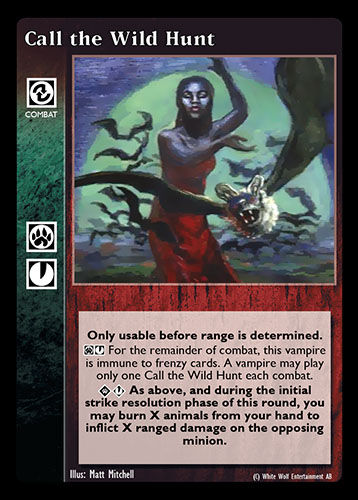 Call the Wild Hunt
COMBAT
Only usable before range is determined.
For the remainder of combat, this vampire
is immune to frenzy cards. A vampire may play
only one Call the Wild Hunt each combat.
As above, and during the initial
strike resolution phase of this round, you
may burn X animals from your hand to
inflict X ranged damage on the opposing
minion.
Illus: Matt Mitchell
(C) White Wolf Entertainment AB